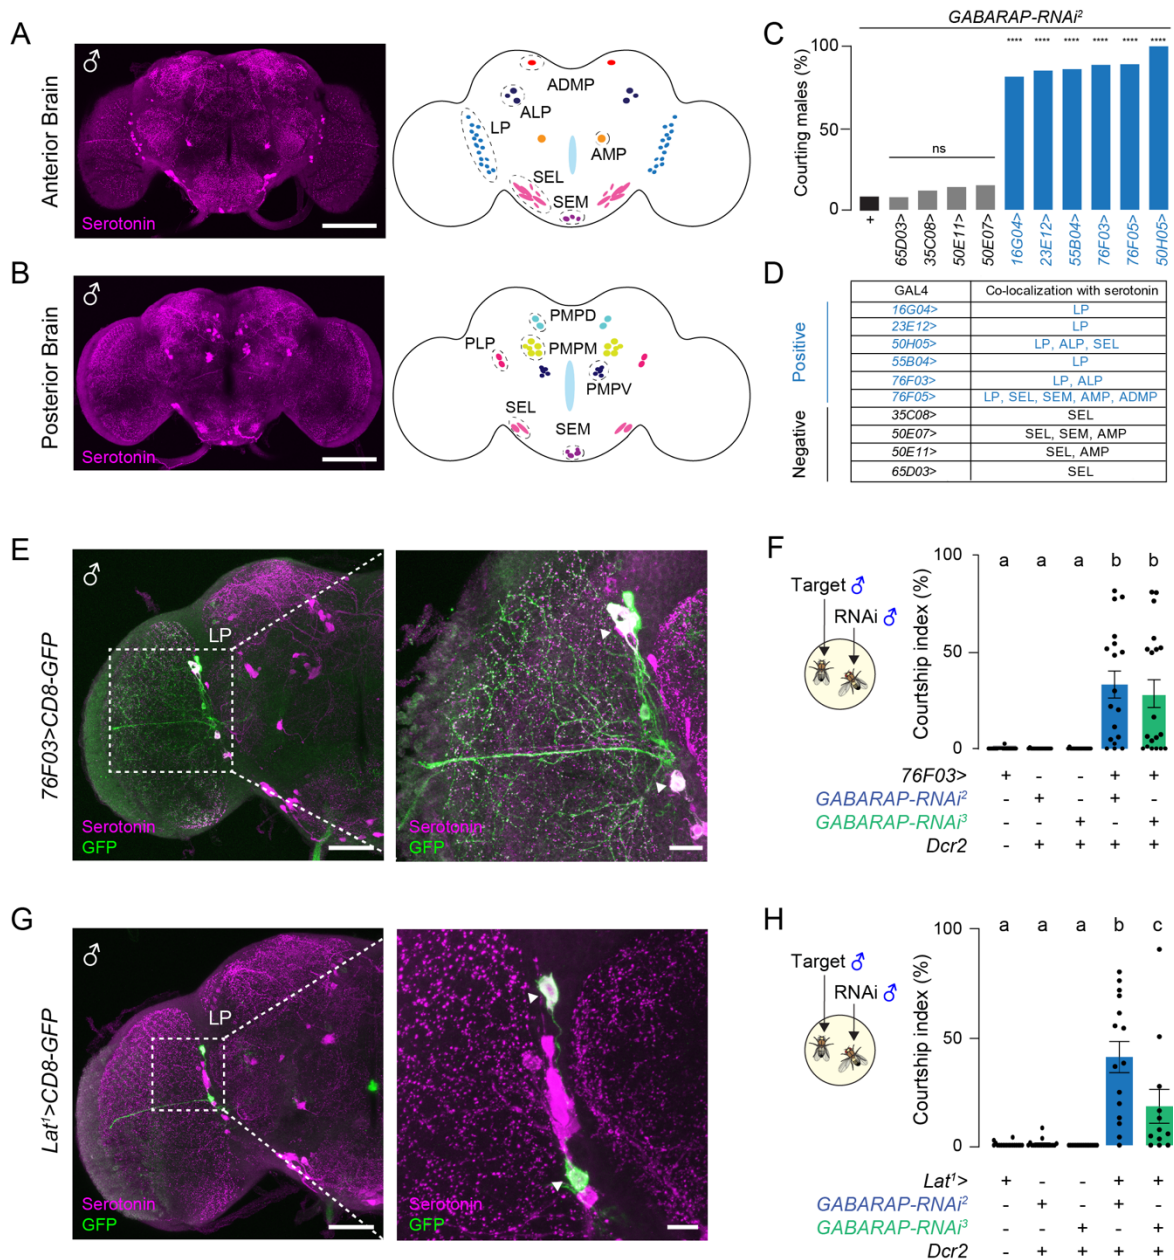 A
Anterior Brain
♂
Serotonin
ADMP
ALP
LP
AMP
SEL
SEM
B
Posterior Brain
♂
Serotonin
PMPD
PLP
PMPM
PMPV
SEL
SEM
C
GABARAP-RNAi²
Courting males (%)
100
50
0
**** **** **** **** **** ****
ns
+
65D03>
35C08>
50E11>
50E07>
16G04>
23E12>
55B04>
76F03>
76F05>
50H05>
D
GAL4 Co-localization with serotonin
Positive
16G04> LP
23E12> LP
50H05> LP, ALP, SEL
55B04> LP
76F03> LP, ALP
76F05> LP, SEL, SEM, AMP, ADMP
Negative
35C08> SEL
50E07> SEL, SEM, AMP
50E11> SEL, AMP
65D03> SEL
E
76F03>CD8-GFP
♂
LP
Serotonin
GFP
Serotonin
GFP
F
Target ♂
RNAi ♂
Courtship index (%)
100
50
0
a a a b b
76F03> + - - + +
GABARAP-RNAi² - + - + -
GABARAP-RNAi³ - - + - +
Dcr2 - + + + +
G
Lat¹>CD8-GFP
♂
LP
Serotonin
GFP
Serotonin
GFP
H
Target ♂
RNAi ♂
Courtship index (%)
100
50
0
a a a b c
Lat¹> + - - + +
GABARAP-RNAi² - + - + -
GABARAP-RNAi³ - - + - +
Dcr2 - + + + +